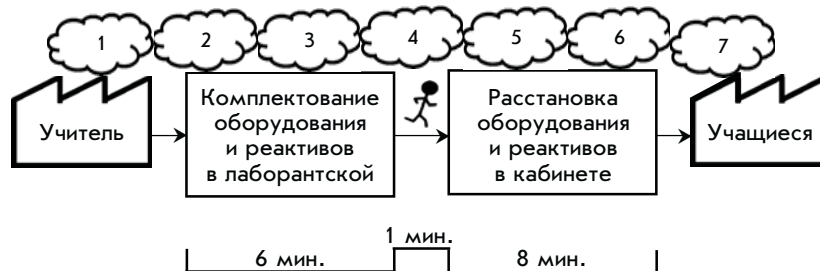 1 2 3 4 5 6 7
Учитель
Комплектование
оборудования
и реактивов
в лаборантской
Расстановка
оборудования
и реактивов
в кабинете
Учащиеся
6 мин.
1 мин.
8 мин.